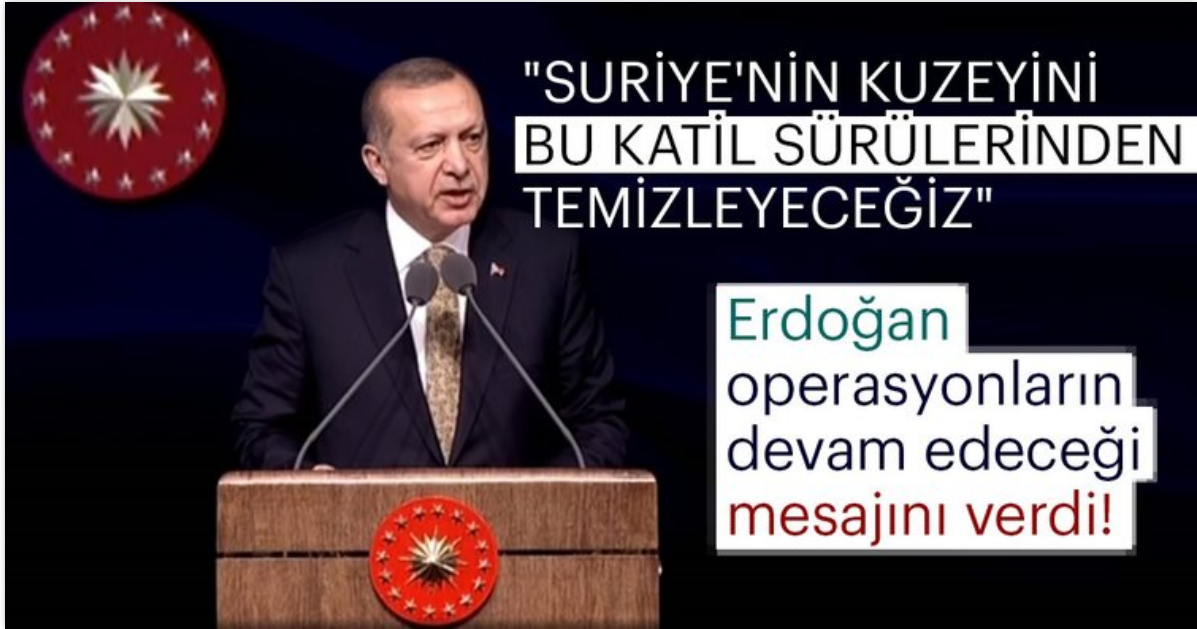 "SURİYE'NİN KUZEYİNİ
BU KATİL SÜRÜLERİNDEN
TEMİZLEYECEĞİZ"
Erdoğan
operasyonların
devam edeceği
mesajını verdi!